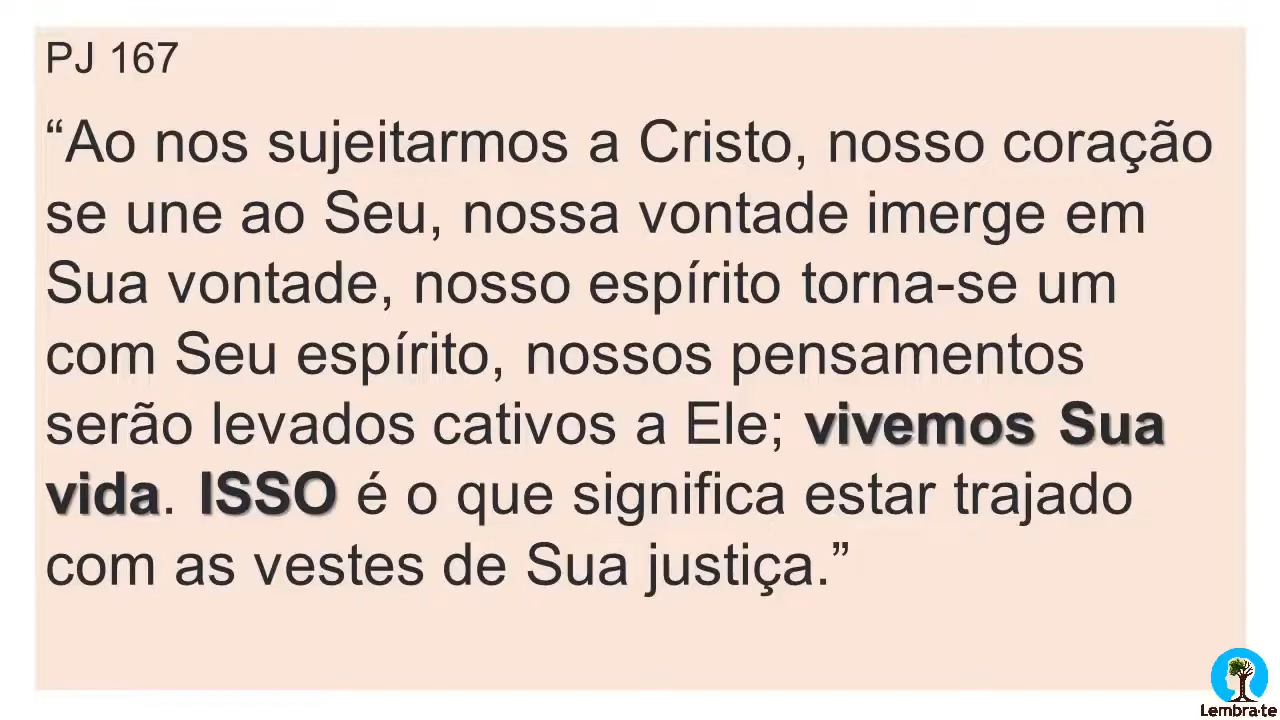 PJ 167
“Ao nos sujeitarmos a Cristo, nosso coração
se une ao Seu, nossa vontade imerge em
Sua vontade, nosso espírito torna-se um
com Seu espírito, nossos pensamentos
serão levados cativos a Ele; vivemos Sua
vida. ISSO é o que significa estar trajado
com as vestes de Sua justiça.”
Lembra-te